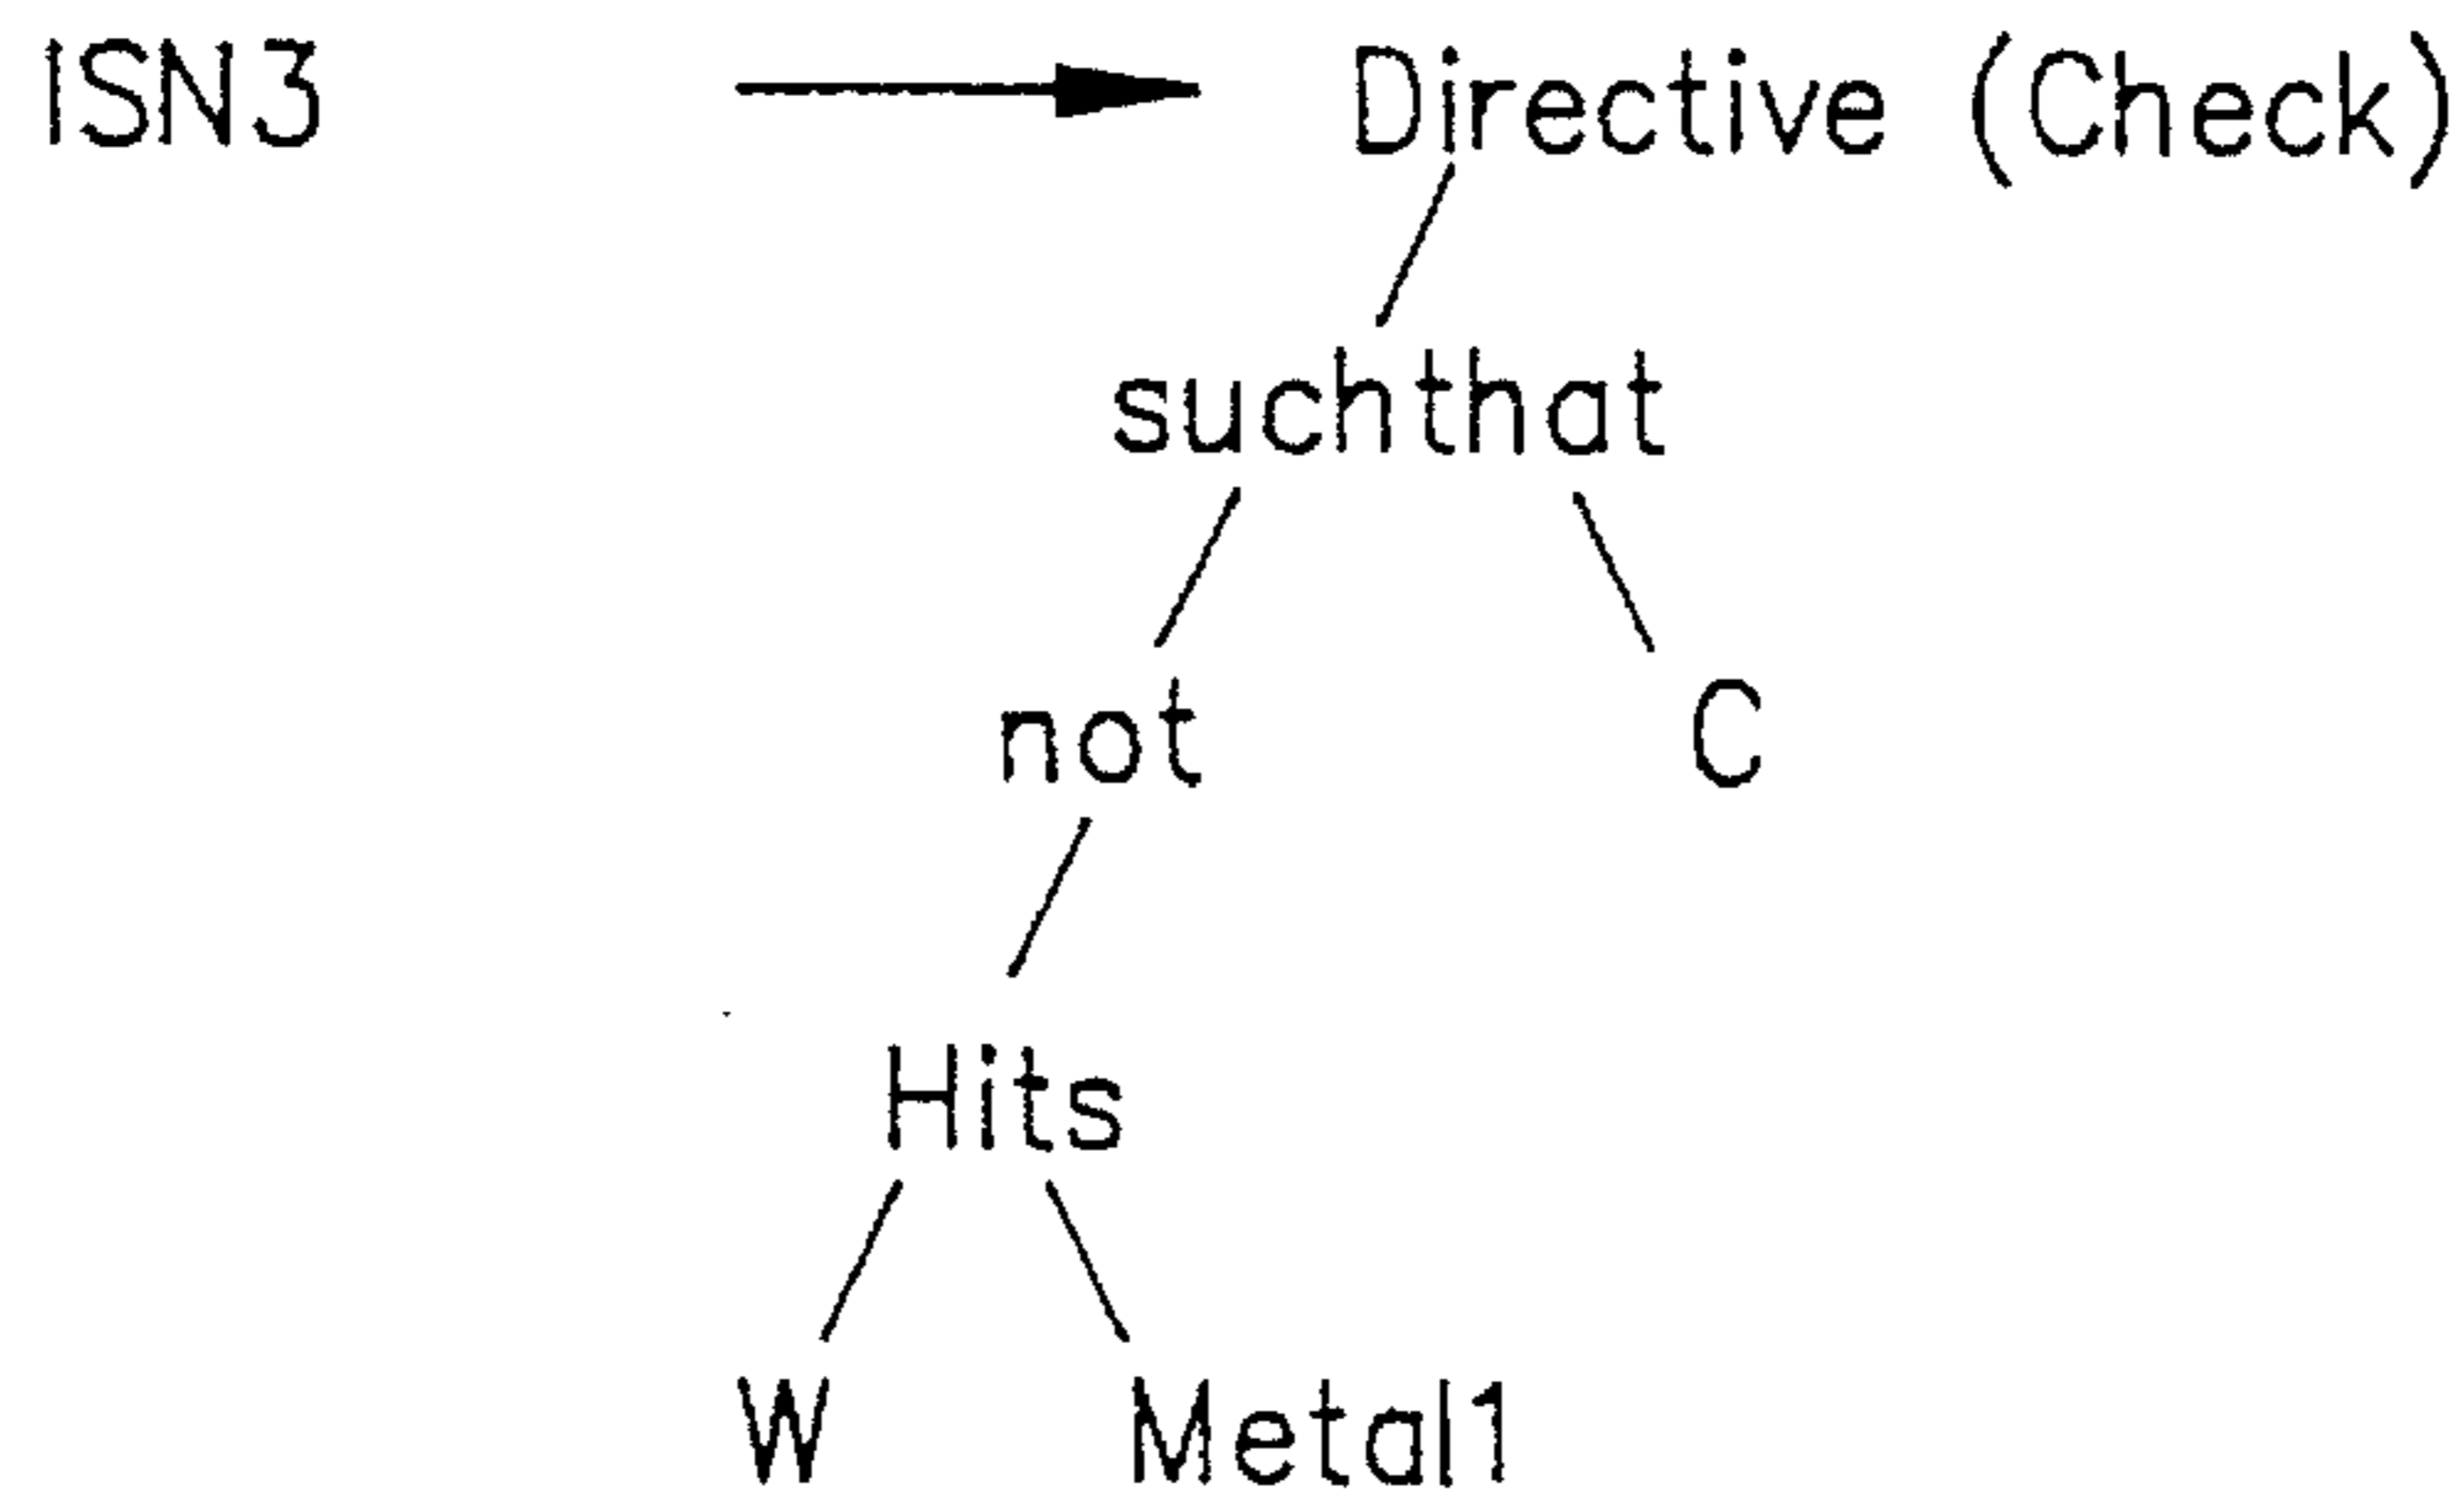 ISN3 Directive (Check)
suchthat
not C
Hits
W Metal1